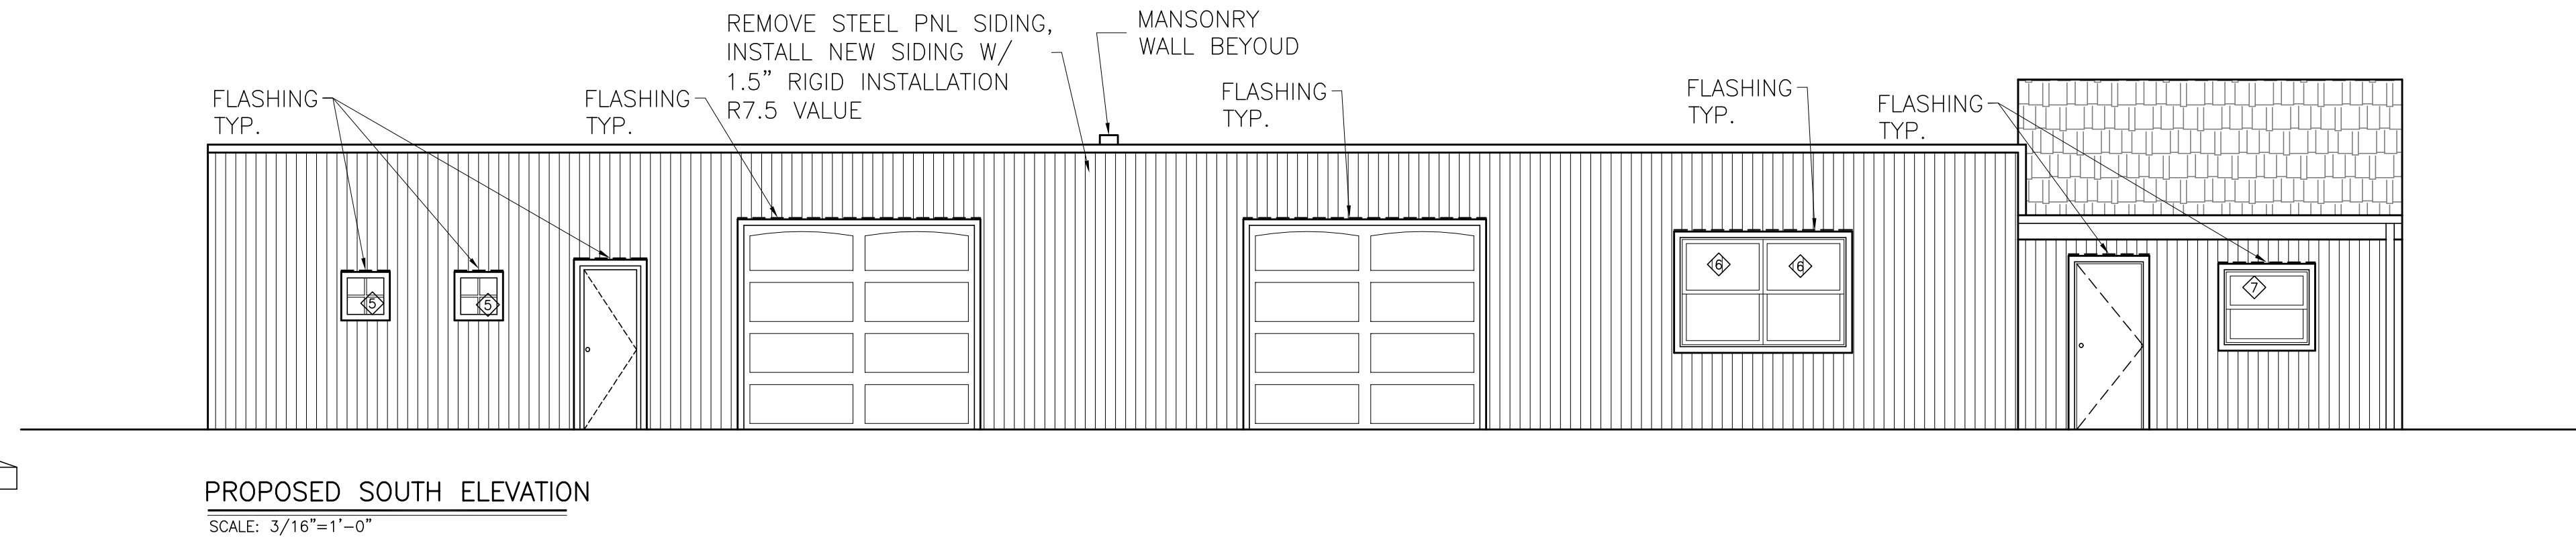 REMOVE STEEL PNL SIDING,
INSTALL NEW SIDING W/
1.5" RIGID INSTALLATION
R7.5 VALUE
MANSONRY
WALL BEYOUD
FLASHING
TYP.
FLASHING
TYP.
FLASHING
TYP.
FLASHING
TYP.
FLASHING
TYP.
5
5
6
6
7
PROPOSED SOUTH ELEVATION
SCALE: 3/16"=1'-0"